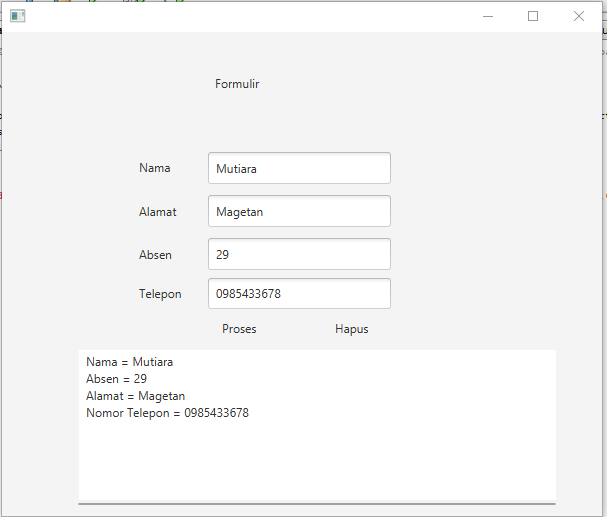 Formulir
Nama Mutiara
Alamat Magetan
Absen 29
Telepon 0985433678
Proses Hapus
Nama = Mutiara
Absen = 29
Alamat = Magetan
Nomor Telepon = 0985433678